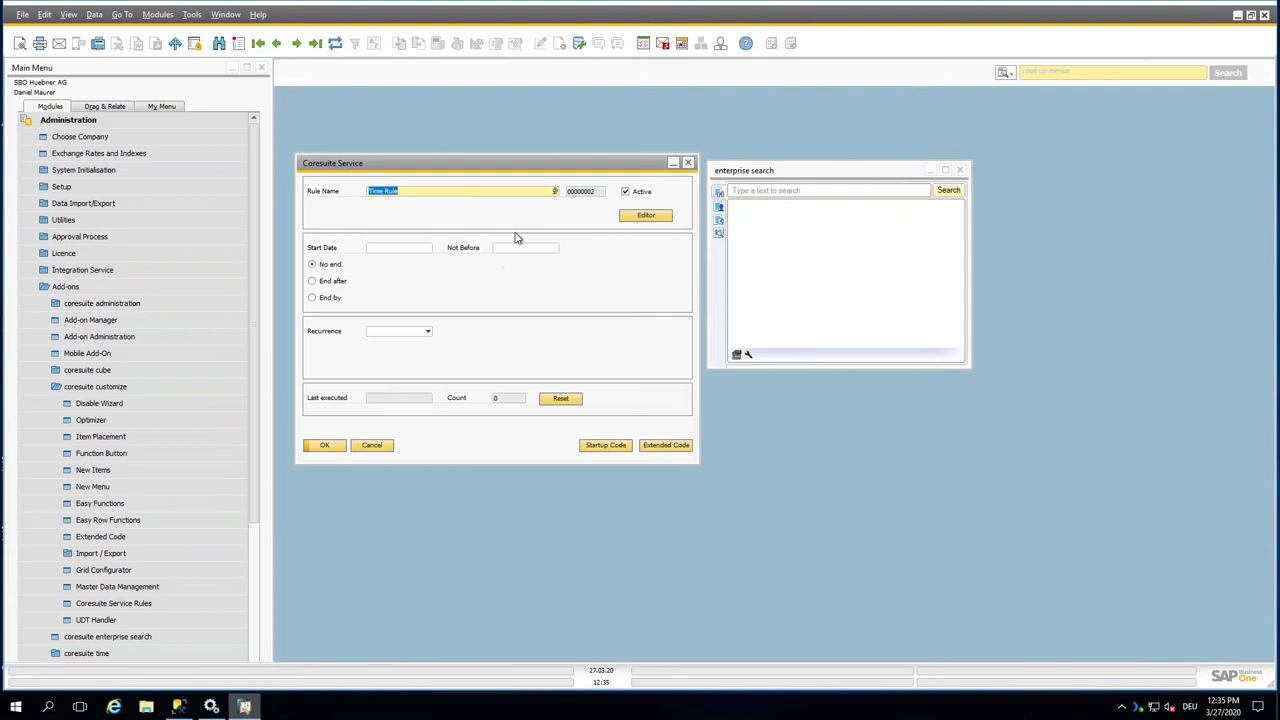 File Edit View Data Go To Modules Tools Window Help
Main Menu
SBO Huebner AG
Daniel Maurer
Look up menus
Search
Modules Drag & Relate My Menu
Administration
Choose Company
Exchange Rates and Indexes
System Initialisation
Setup
Data Import/Export
Utilities
Approval Process
Licence
Integration Service
Add-ons
coresuite administration
Add-on Manager
Add-on Administration
Mobile Add-On
coresuite cube
coresuite customize
Disable Wizard
Optimizer
Item Placement
Function Button
New Items
New Menu
Easy Functions
Easy Row Functions
Extended Code
Import / Export
Grid Configurator
Master Data Management
Coresuite Service Rules
UDT Handler
coresuite enterprise search
coresuite time
Coresuite Service
Rule Name Time Rule 00000002 Active
Editor
Start Date Not Before
No end
End after
End by
Recurrence
Last executed Count 0 Reset
OK Cancel Startup Code Extended Code
enterprise search
Type a text to search Search
27.03.20
12:35
SAP Business One
DEU
12:35 PM
3/27/2020